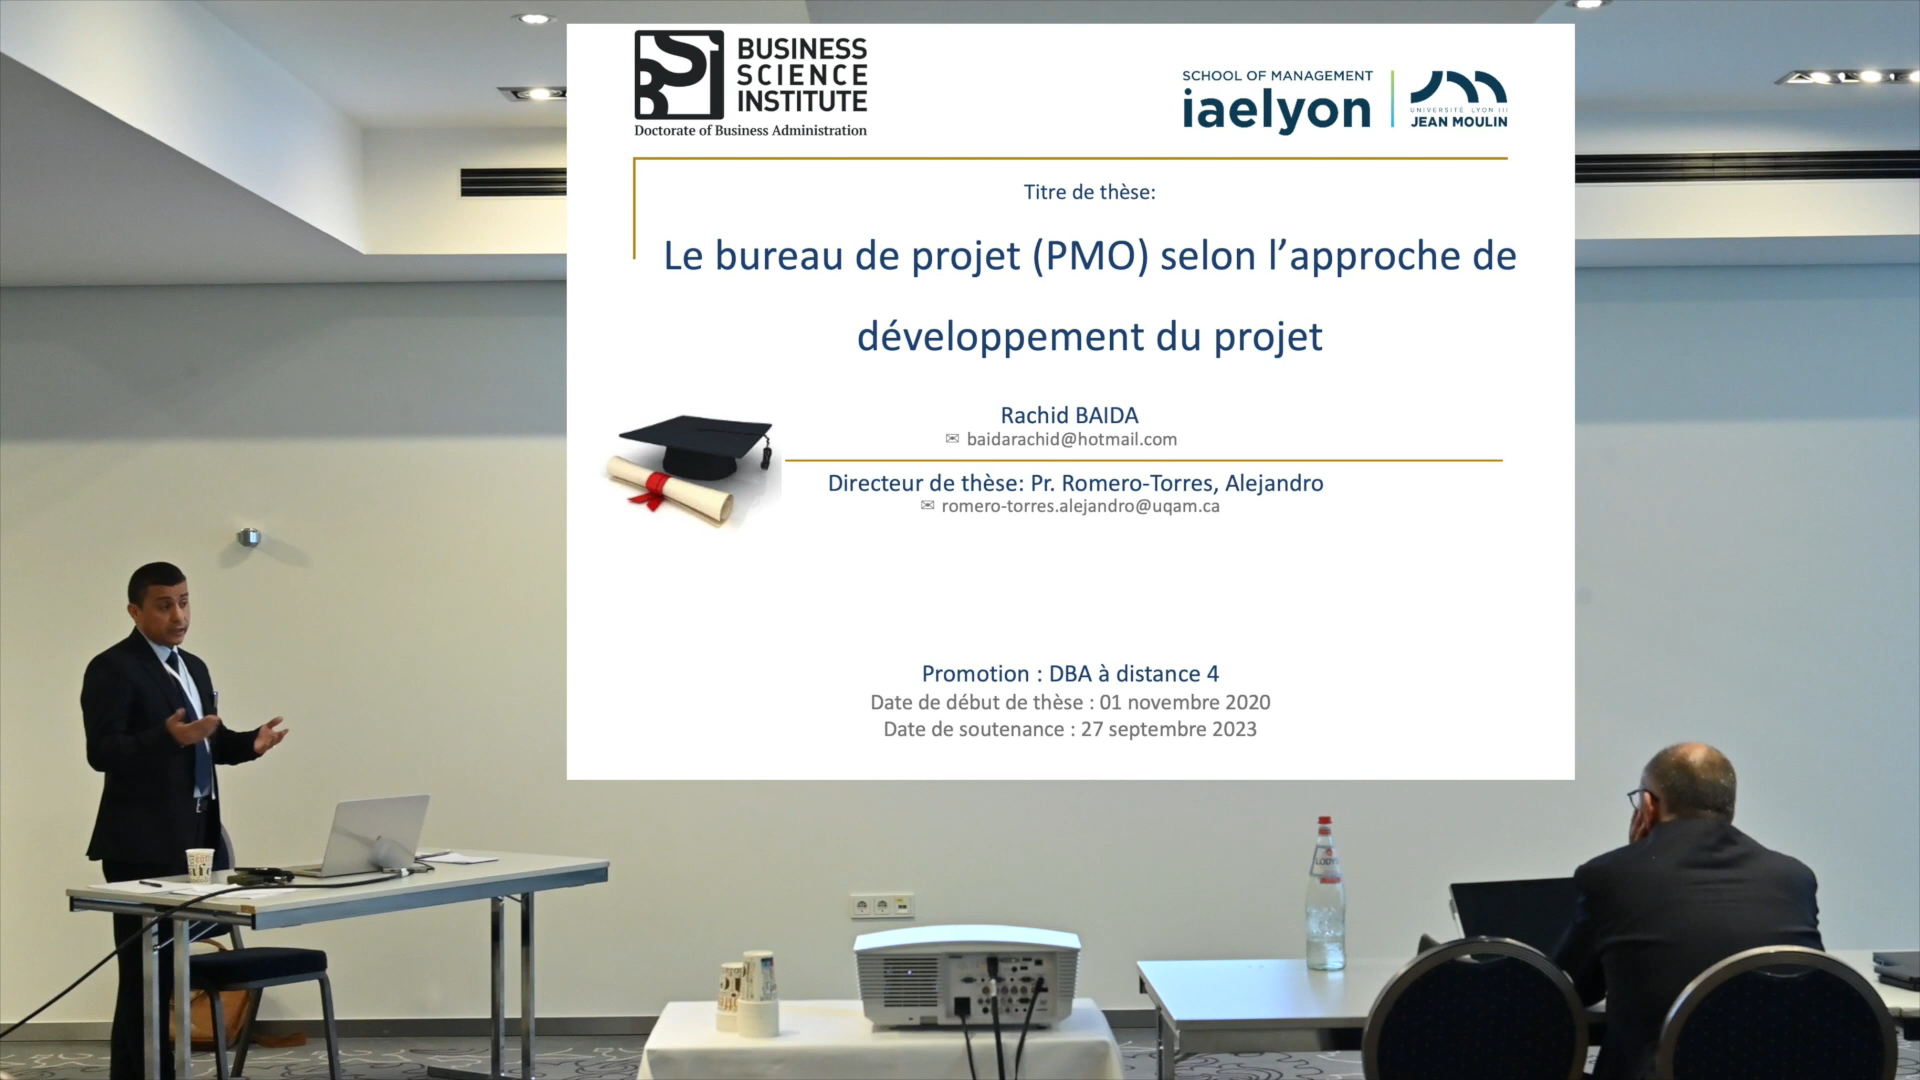 BUSINESS
SCIENCE
INSTITUTE
Doctorate of Business Administration
SCHOOL OF MANAGEMENT
iaelyon
UNIVERSITÉ LYON III
JEAN MOULIN
Titre de thèse:
Le bureau de projet (PMO) selon l’approche de
développement du projet
Rachid BAIDA
✉ baidarachid@hotmail.com
Directeur de thèse: Pr. Romero-Torres, Alejandro
✉ romero-torres.alejandro@uqam.ca
Promotion : DBA à distance 4
Date de début de thèse : 01 novembre 2020
Date de soutenance : 27 septembre 2023